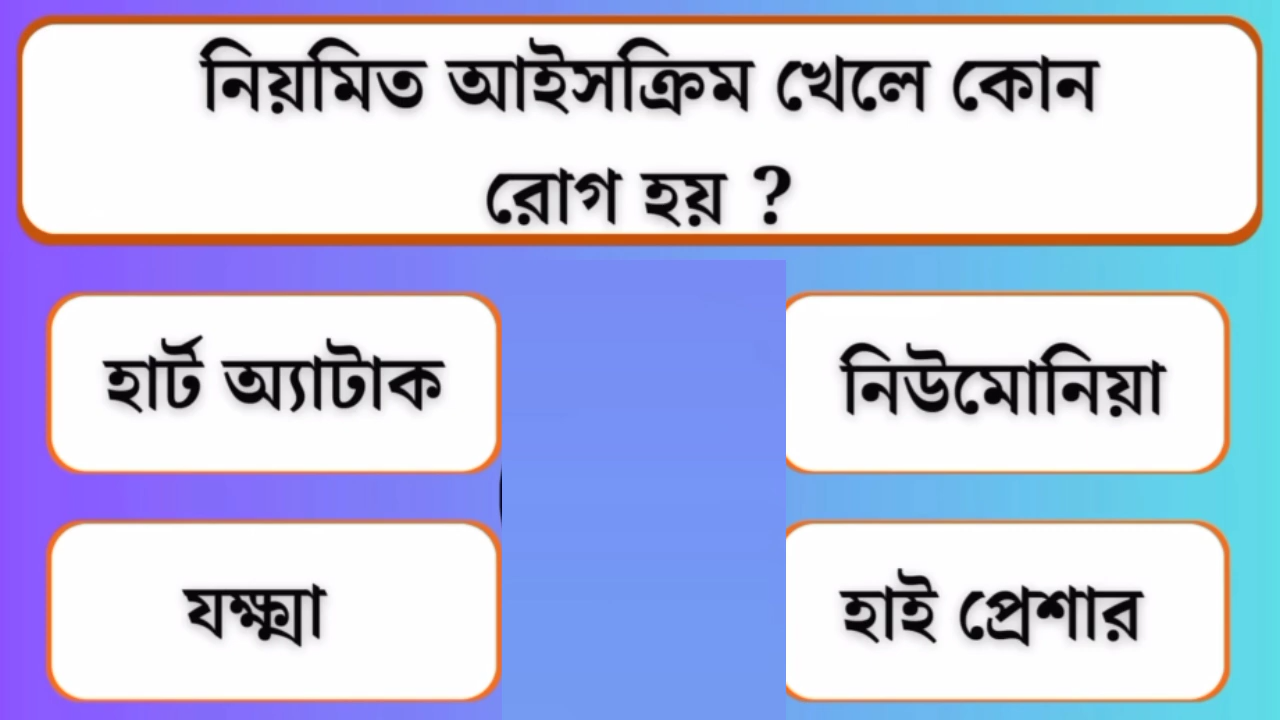 নিয়মিত আইসক্রিম খেলে কোন
রোগ হয় ?
হার্ট অ্যাটাক
নিউমোনিয়া
যক্ষ্মা
হাই প্রেশার